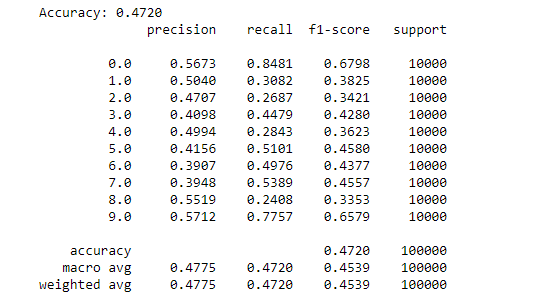 Accuracy: 0.4720
precision recall f1-score support
0.0 0.5673 0.8481 0.6798 10000
1.0 0.5040 0.3082 0.3825 10000
2.0 0.4707 0.2687 0.3421 10000
3.0 0.4098 0.4479 0.4280 10000
4.0 0.4994 0.2843 0.3623 10000
5.0 0.4156 0.5101 0.4580 10000
6.0 0.3907 0.4976 0.4377 10000
7.0 0.3948 0.5389 0.4557 10000
8.0 0.5519 0.2408 0.3353 10000
9.0 0.5712 0.7757 0.6579 10000
accuracy 0.4720 100000
macro avg 0.4775 0.4720 0.4539 100000
weighted avg 0.4775 0.4720 0.4539 100000